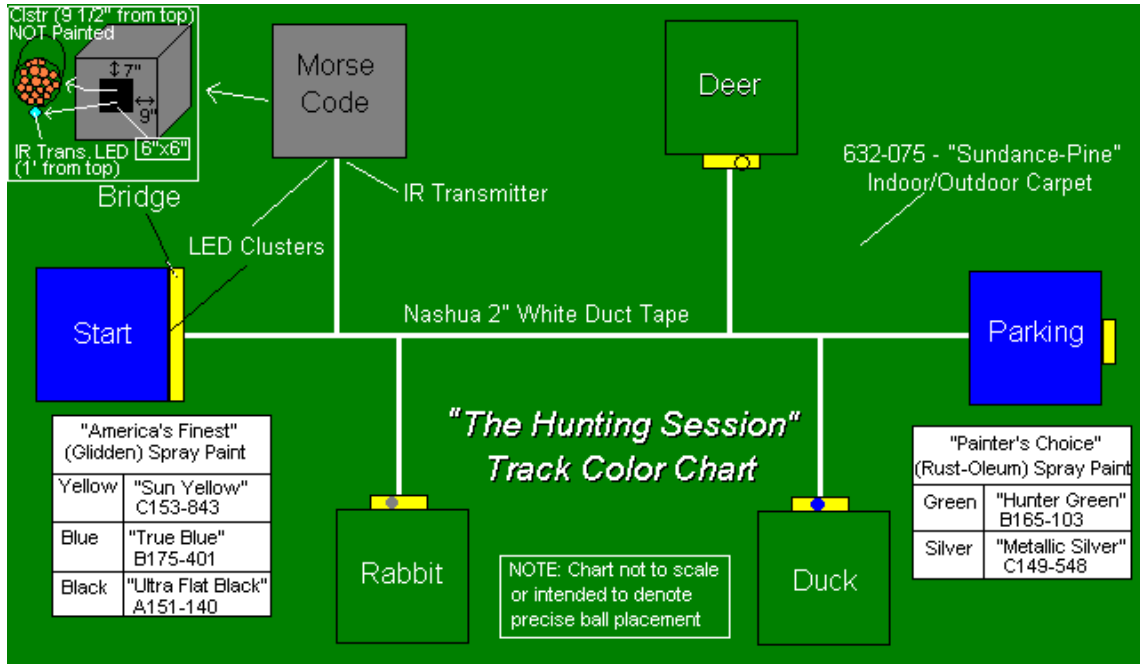 Clstr (9 1/2" from top)
NOT Painted
7"
9"
6"x6"
IR Trans. LED
(1' from top)
Morse
Code
Deer
632-075 - "Sundance-Pine"
Indoor/Outdoor Carpet
IR Transmitter
Bridge
LED Clusters
Start
Nashua 2" White Duct Tape
Parking
"The Hunting Session"
Track Color Chart
"America's Finest"
(Glidden) Spray Paint
Yellow "Sun Yellow"
C153-843
Blue "True Blue"
B175-401
Black "Ultra Flat Black"
A151-140
"Painter's Choice"
(Rust-Oleum) Spray Paint
Green "Hunter Green"
B165-103
Silver "Metallic Silver"
C149-548
Rabbit
NOTE: Chart not to scale
or intended to denote
precise ball placement
Duck